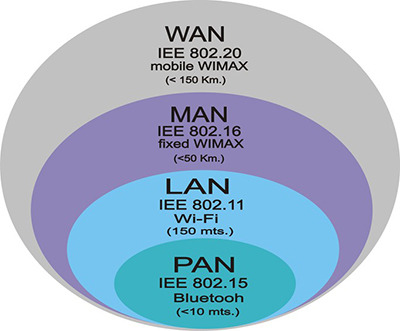 WAN
IEE 802.20
mobile WIMAX
(< 150 Km.)
MAN
IEE 802.16
fixed WIMAX
(<50 Km.)
LAN
IEE 802.11
Wi-Fi
(150 mts.)
PAN
IEE 802.15
Bluetooh
(<10 mts.)